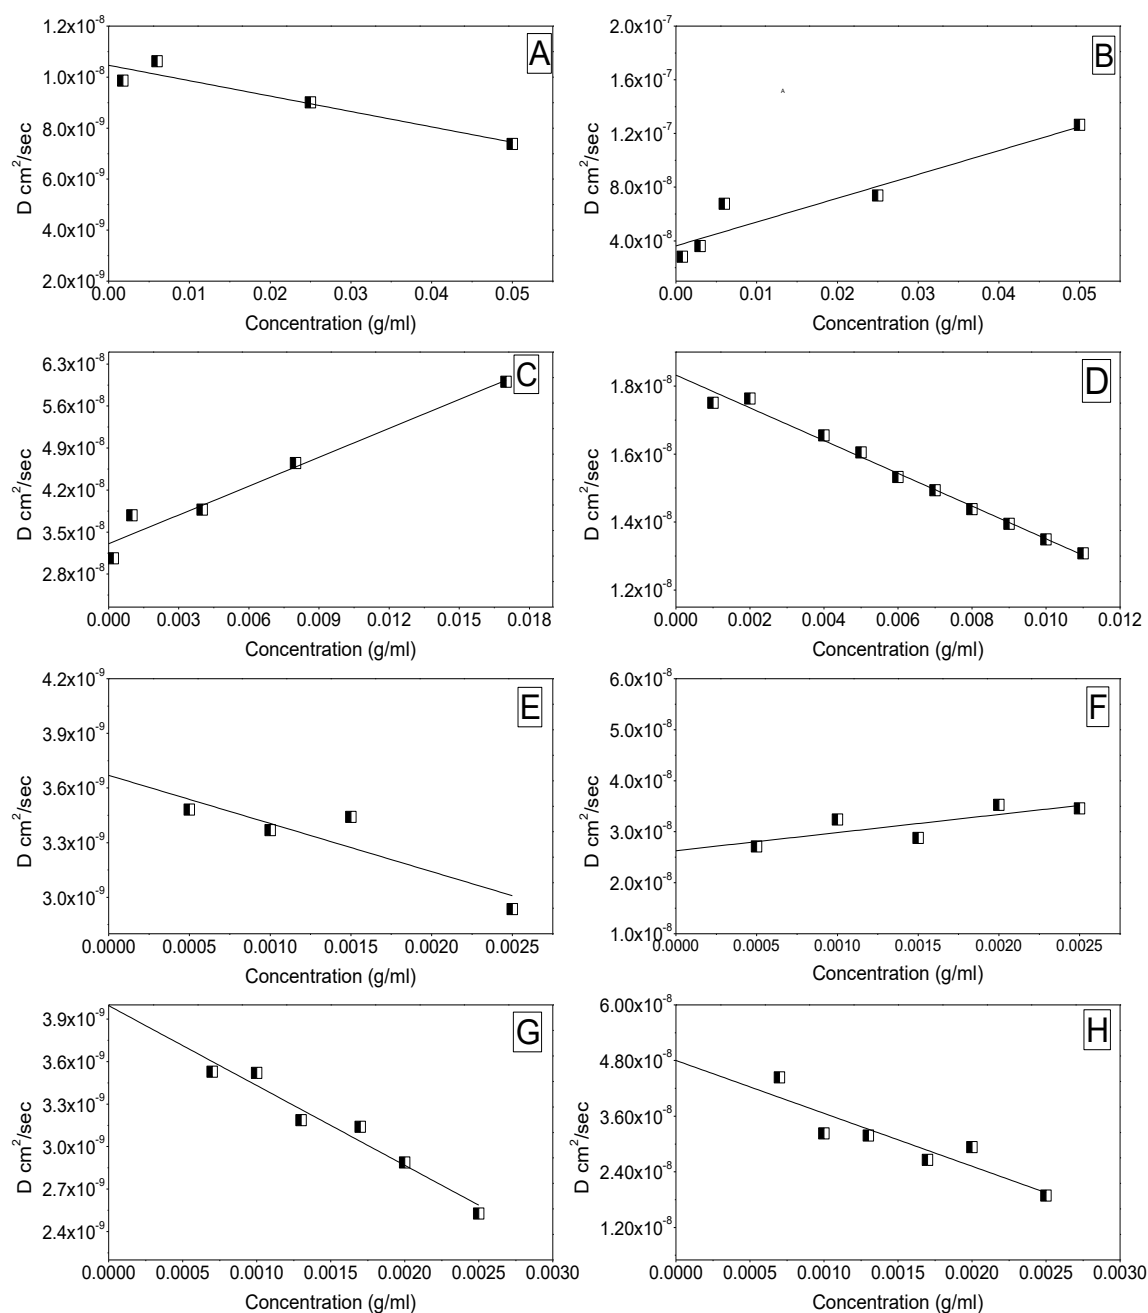 A
1.2x10⁻⁸
1.0x10⁻⁸
8.0x10⁻⁹
6.0x10⁻⁹
4.0x10⁻⁹
2.0x10⁻⁹
D cm²/sec
0.00 0.01 0.02 0.03 0.04 0.05
Concentration (g/ml)
B
A
2.0x10⁻⁷
1.6x10⁻⁷
1.2x10⁻⁷
8.0x10⁻⁸
4.0x10⁻⁸
D cm²/sec
0.00 0.01 0.02 0.03 0.04 0.05
Concentration (g/ml)
C
6.3x10⁻⁸
5.6x10⁻⁸
4.9x10⁻⁸
4.2x10⁻⁸
3.5x10⁻⁸
2.8x10⁻⁸
D cm²/sec
0.000 0.003 0.006 0.009 0.012 0.015 0.018
Concentration (g/ml)
D
1.8x10⁻⁸
1.6x10⁻⁸
1.4x10⁻⁸
1.2x10⁻⁸
D cm²/sec
0.000 0.002 0.004 0.006 0.008 0.010 0.012
Concentration (g/ml)
E
4.2x10⁻⁹
3.9x10⁻⁹
3.6x10⁻⁹
3.3x10⁻⁹
3.0x10⁻⁹
D cm²/sec
0.0000 0.0005 0.0010 0.0015 0.0020 0.0025
Concentration (g/ml)
F
6.0x10⁻⁸
5.0x10⁻⁸
4.0x10⁻⁸
3.0x10⁻⁸
2.0x10⁻⁸
1.0x10⁻⁸
D cm²/sec
0.0000 0.0005 0.0010 0.0015 0.0020 0.0025
Concentration (g/ml)
G
3.9x10⁻⁹
3.6x10⁻⁹
3.3x10⁻⁹
3.0x10⁻⁹
2.7x10⁻⁹
2.4x10⁻⁹
D cm²/sec
0.0000 0.0005 0.0010 0.0015 0.0020 0.0025 0.0030
Concentration (g/ml)
H
6.00x10⁻⁸
4.80x10⁻⁸
3.60x10⁻⁸
2.40x10⁻⁸
1.20x10⁻⁸
D cm²/sec
0.0000 0.0005 0.0010 0.0015 0.0020 0.0025 0.0030
Concentration (g/ml)